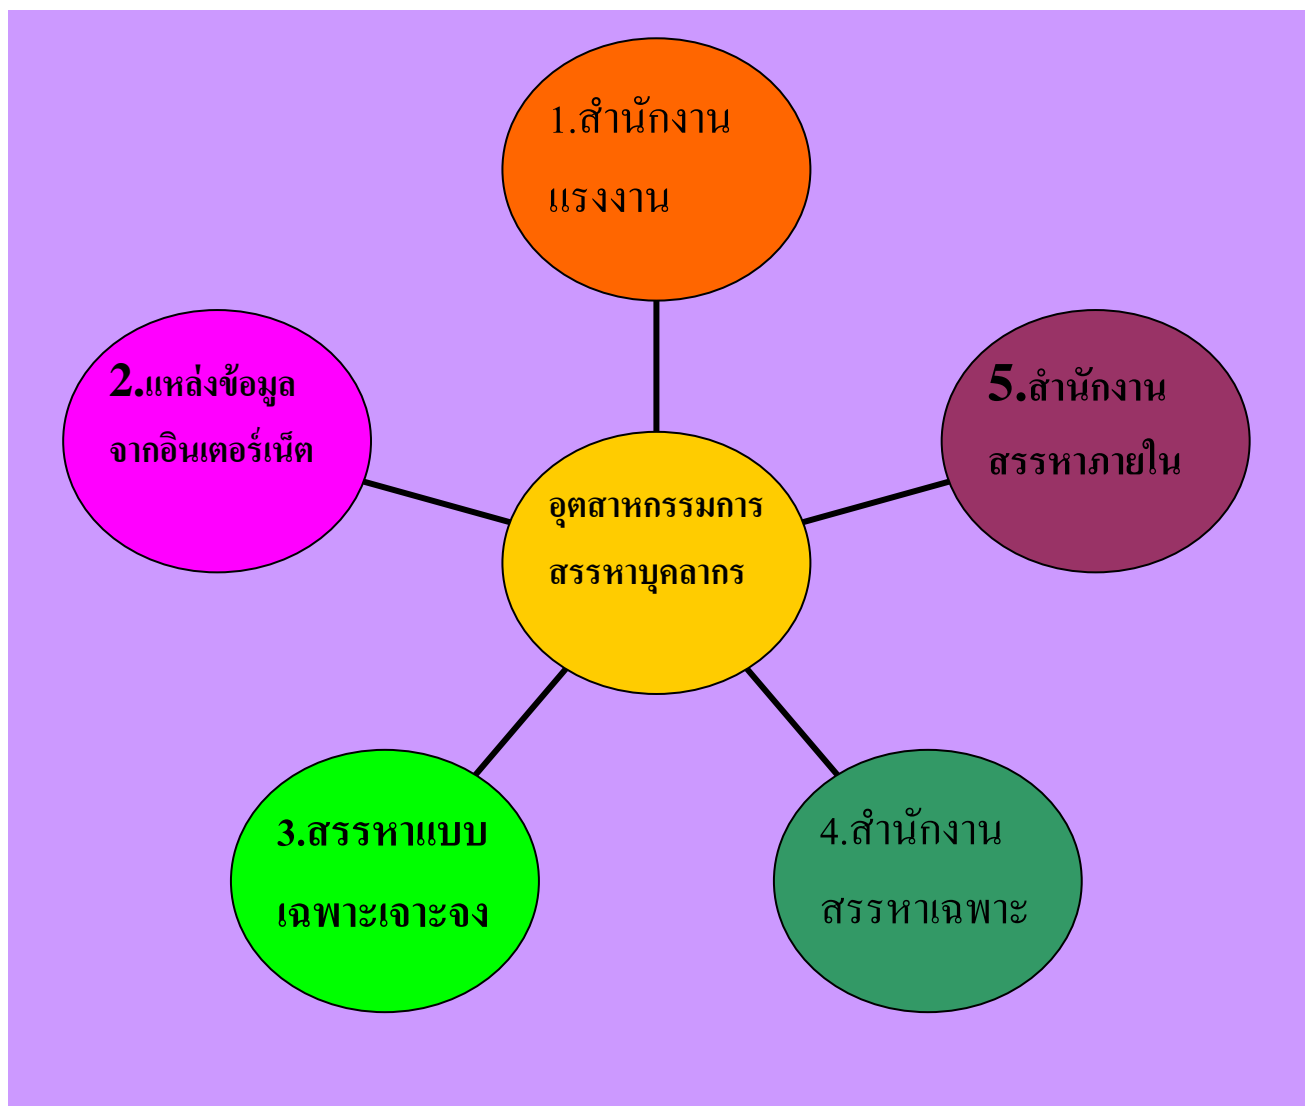 1.สำนักงาน
แรงงาน
2.แหล่งข้อมูล
จากอินเตอร์เน็ต
5.สำนักงาน
สรรหาภายใน
อุตสาหกรรมการ
สรรหาบุคลากร
3.สรรหาแบบ
เฉพาะเจาะจง
4.สำนักงาน
สรรหาเฉพาะ